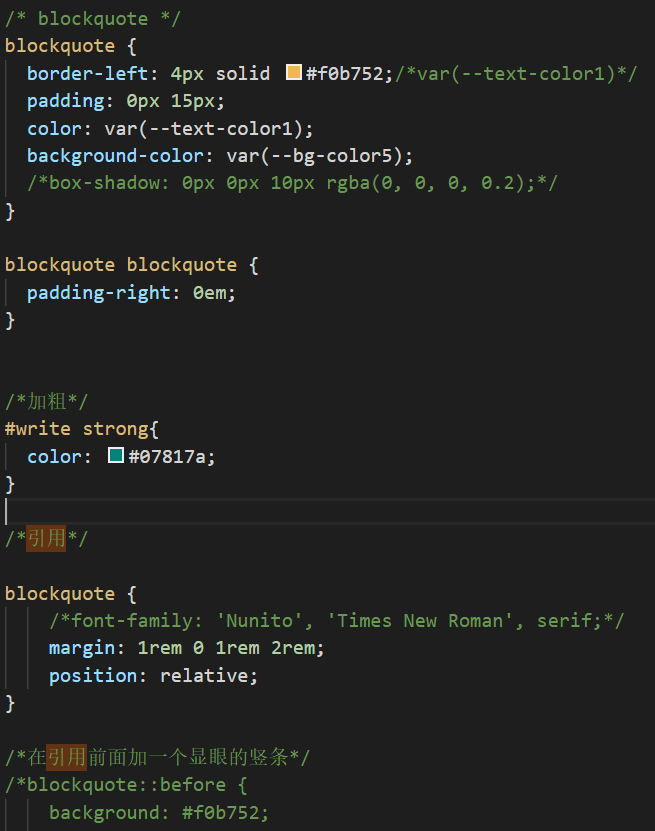 /* blockquote */
blockquote {
border-left: 4px solid #f0b752;/*var(--text-color1)*/
padding: 0px 15px;
color: var(--text-color1);
background-color: var(--bg-color5);
/*box-shadow: 0px 0px 10px rgba(0, 0, 0, 0.2);*/
}
blockquote blockquote {
padding-right: 0em;
}
/*加粗*/
#write strong{
color: #07817a;
}
/*引用*/
blockquote {
/*font-family: 'Nunito', 'Times New Roman', serif;*/
margin: 1rem 0 1rem 2rem;
position: relative;
}
/*在引用前面加一个显眼的竖条*/
/*blockquote::before {
background: #f0b752;